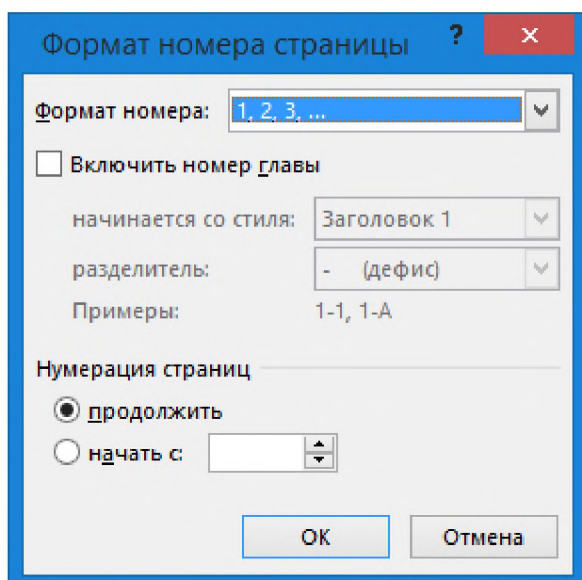 Формат номера страницы ?
Формат номера: 1, 2, 3, ...
Включить номер главы
начинается со стиля: Заголовок 1
разделитель: - (дефис)
Примеры: 1-1, 1-A
Нумерация страниц
продолжить
начать с:
ОК Отмена